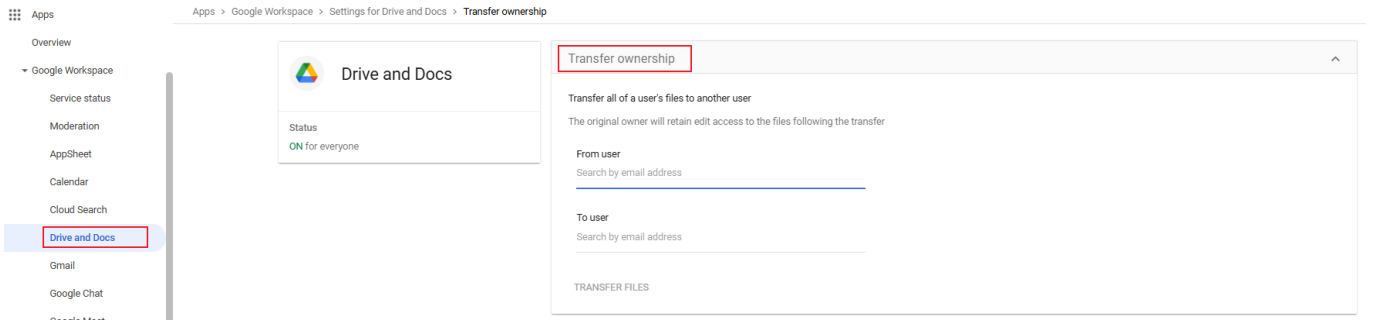 Apps
Overview
Google Workspace
Service status
Moderation
AppSheet
Calendar
Cloud Search
Drive and Docs
Gmail
Google Chat
Google Meet
Apps > Google Workspace > Settings for Drive and Docs > Transfer ownership
Drive and Docs
Status
ON for everyone
Transfer ownership
Transfer all of a user's files to another user
The original owner will retain edit access to the files following the transfer
From user
Search by email address
To user
Search by email address
TRANSFER FILES